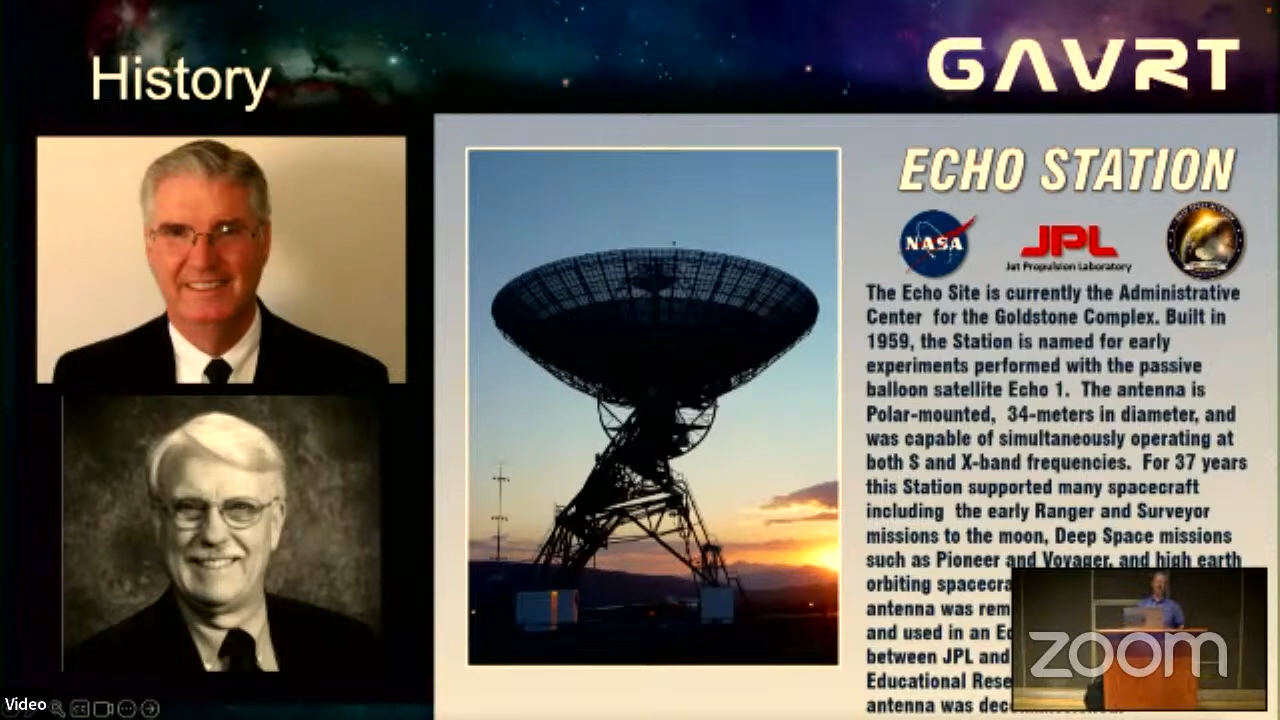 History
GAVRT
ECHO STATION
NASA
JPL
Jet Propulsion Laboratory
The Echo Site is currently the Administrative
Center for the Goldstone Complex. Built in
1959, the Station is named for early
experiments performed with the passive
balloon satellite Echo 1. The antenna is
Polar-mounted, 34-meters in diameter, and
was capable of simultaneously operating at
both S and X-band frequencies. For 37 years
this Station supported many spacecraft
including the early Ranger and Surveyor
missions to the moon, Deep Space missions
such as Pioneer and Voyager, and high earth
orbiting
antenna was
and used in an
between JPL and
Educational
antenna was
zoom
Video